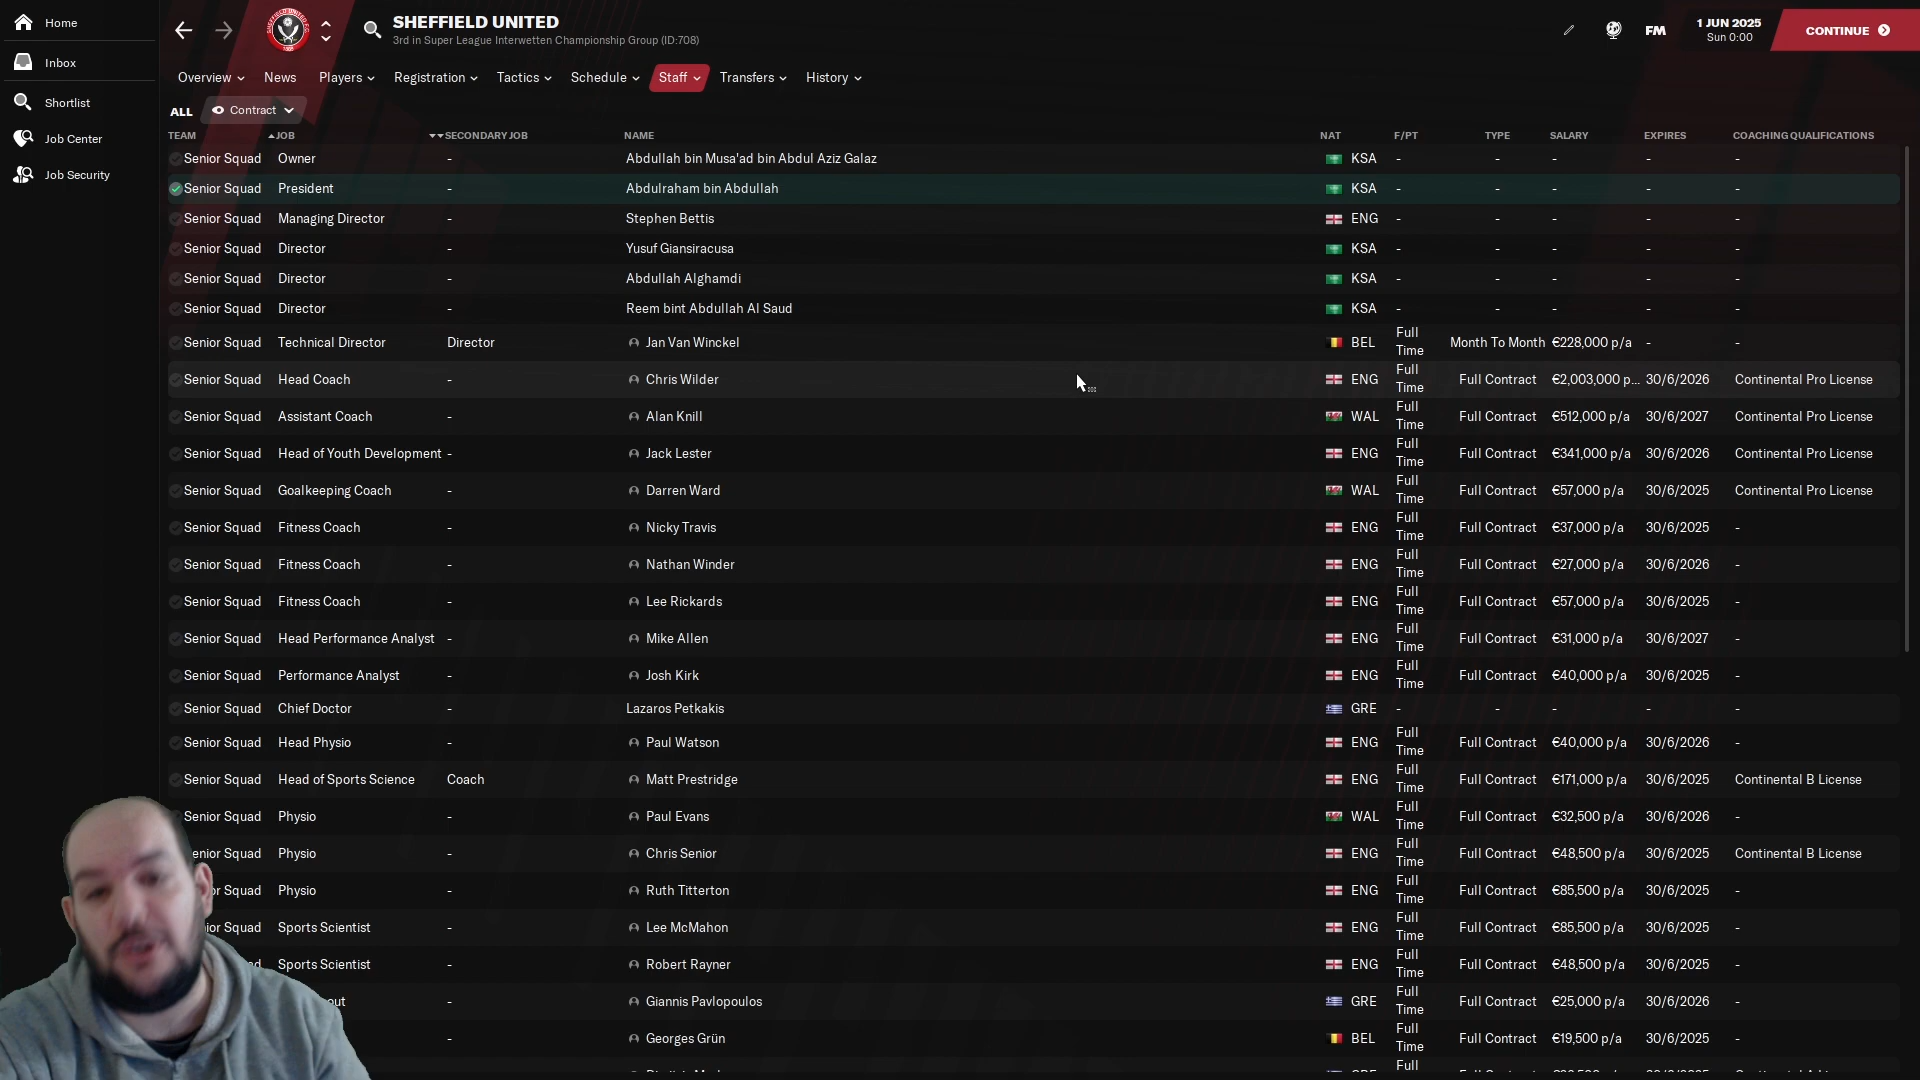 Home
Inbox
Shortlist
Job Center
Job Security
SHEFFIELD UNITED
3rd in Super League Interwetten Championship Group (ID:708)
FM
1 JUN 2025
Sun 0:00
CONTINUE
Overview News Players Registration Tactics Schedule Staff Transfers History
ALL Contract
TEAM JOB SECONDARY JOB NAME NAT F/PT TYPE SALARY EXPIRES COACHING QUALIFICATIONS
Senior Squad Owner - Abdullah bin Musa'ad bin Abdul Aziz Galaz KSA - - - - -
Senior Squad President - Abdulraham bin Abdullah KSA - - - - -
Senior Squad Managing Director - Stephen Bettis ENG - - - - -
Senior Squad Director - Yusuf Giansiracusa KSA - - - - -
Senior Squad Director - Abdullah Alghamdi KSA - - - - -
Senior Squad Director - Reem bint Abdullah Al Saud KSA - - - - -
Senior Squad Technical Director Director Jan Van Winckel BEL Full Time Month To Month €228,000 p/a - -
Senior Squad Head Coach - Chris Wilder ENG Full Time Full Contract €2,003,000 p... 30/6/2026 Continental Pro License
Senior Squad Assistant Coach - Alan Knill WAL Full Time Full Contract €512,000 p/a 30/6/2027 Continental Pro License
Senior Squad Head of Youth Development - Jack Lester ENG Full Time Full Contract €341,000 p/a 30/6/2026 Continental Pro License
Senior Squad Goalkeeping Coach - Darren Ward WAL Full Time Full Contract €57,000 p/a 30/6/2025 Continental Pro License
Senior Squad Fitness Coach - Nicky Travis ENG Full Time Full Contract €37,000 p/a 30/6/2025 -
Senior Squad Fitness Coach - Nathan Winder ENG Full Time Full Contract €27,000 p/a 30/6/2026 -
Senior Squad Fitness Coach - Lee Rickards ENG Full Time Full Contract €57,000 p/a 30/6/2025 -
Senior Squad Head Performance Analyst - Mike Allen ENG Full Time Full Contract €31,000 p/a 30/6/2027 -
Senior Squad Performance Analyst - Josh Kirk ENG Full Time Full Contract €40,000 p/a 30/6/2025 -
Senior Squad Chief Doctor - Lazaros Petkakis GRE - - - - -
Senior Squad Head Physio - Paul Watson ENG Full Time Full Contract €40,000 p/a 30/6/2026 -
Senior Squad Head of Sports Science Coach Matt Prestridge ENG Full Time Full Contract €171,000 p/a 30/6/2025 Continental B License
Senior Squad Physio - Paul Evans WAL Full Time Full Contract €32,500 p/a 30/6/2026 -
enior Squad Physio - Chris Senior ENG Full Time Full Contract €48,500 p/a 30/6/2025 Continental B License
or Squad Physio - Ruth Titterton ENG Full Time Full Contract €85,500 p/a 30/6/2025 -
ior Squad Sports Scientist - Lee McMahon ENG Full Time Full Contract €85,500 p/a 30/6/2025 -
d Sports Scientist - Robert Rayner ENG Full Time Full Contract €48,500 p/a 30/6/2025 -
out - Giannis Pavlopoulos GRE Full Time Full Contract €25,000 p/a 30/6/2026 -
- Georges Grün BEL Full Time Full Contract €19,500 p/a 30/6/2025 -
Full